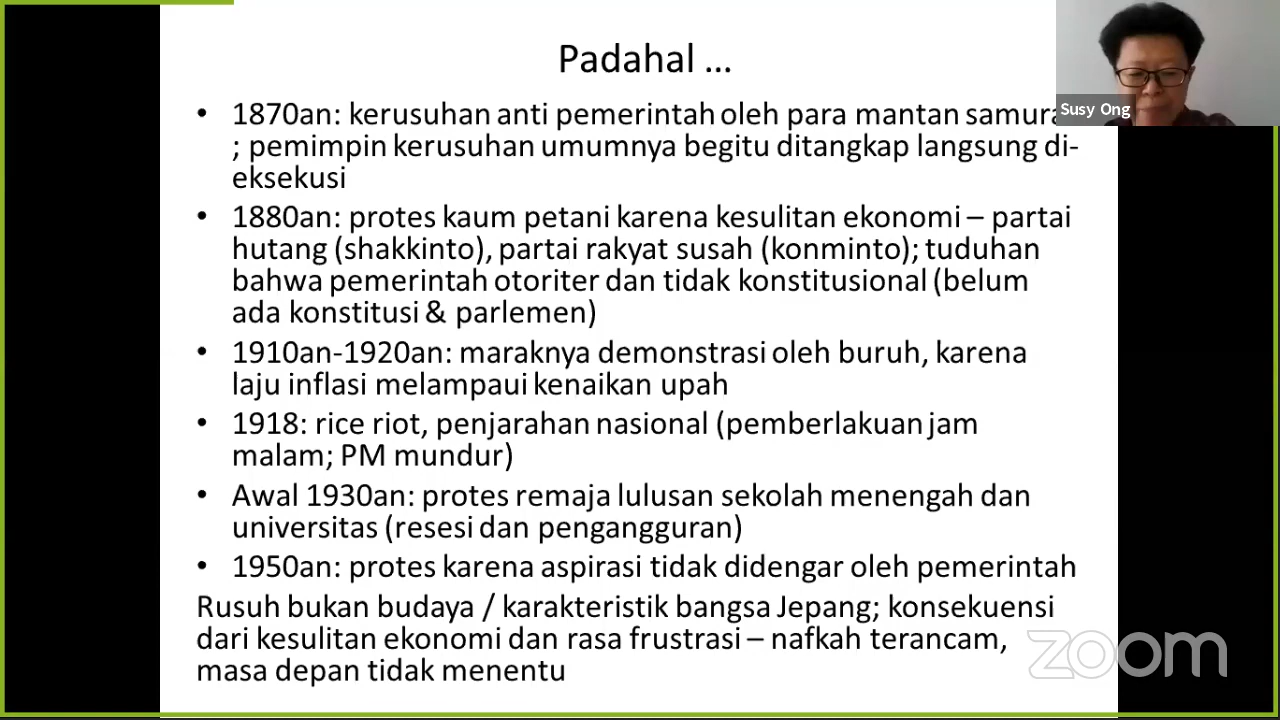 Padahal ...
• 1870an: kerusuhan anti pemerintah oleh para mantan
; pemimpin kerusuhan umumnya begitu ditangkap langsung di-
eksekusi
• 1880an: protes kaum petani karena kesulitan ekonomi – partai
hutang (shakkinto), partai rakyat susah (konminto); tuduhan
bahwa pemerintah otoriter dan tidak konstitusional (belum
ada konstitusi & parlemen)
• 1910an-1920an: maraknya demonstrasi oleh buruh, karena
laju inflasi melampaui kenaikan upah
• 1918: rice riot, penjarahan nasional (pemberlakuan jam
malam; PM mundur)
• Awal 1930an: protes remaja lulusan sekolah menengah dan
universitas (resesi dan pengangguran)
• 1950an: protes karena aspirasi tidak didengar oleh pemerintah
Rusuh bukan budaya / karakteristik bangsa Jepang; konsekuensi
dari kesulitan ekonomi dan rasa frustrasi – nafkah terancam,
masa depan tidak menentu
Susy Ong
zoom